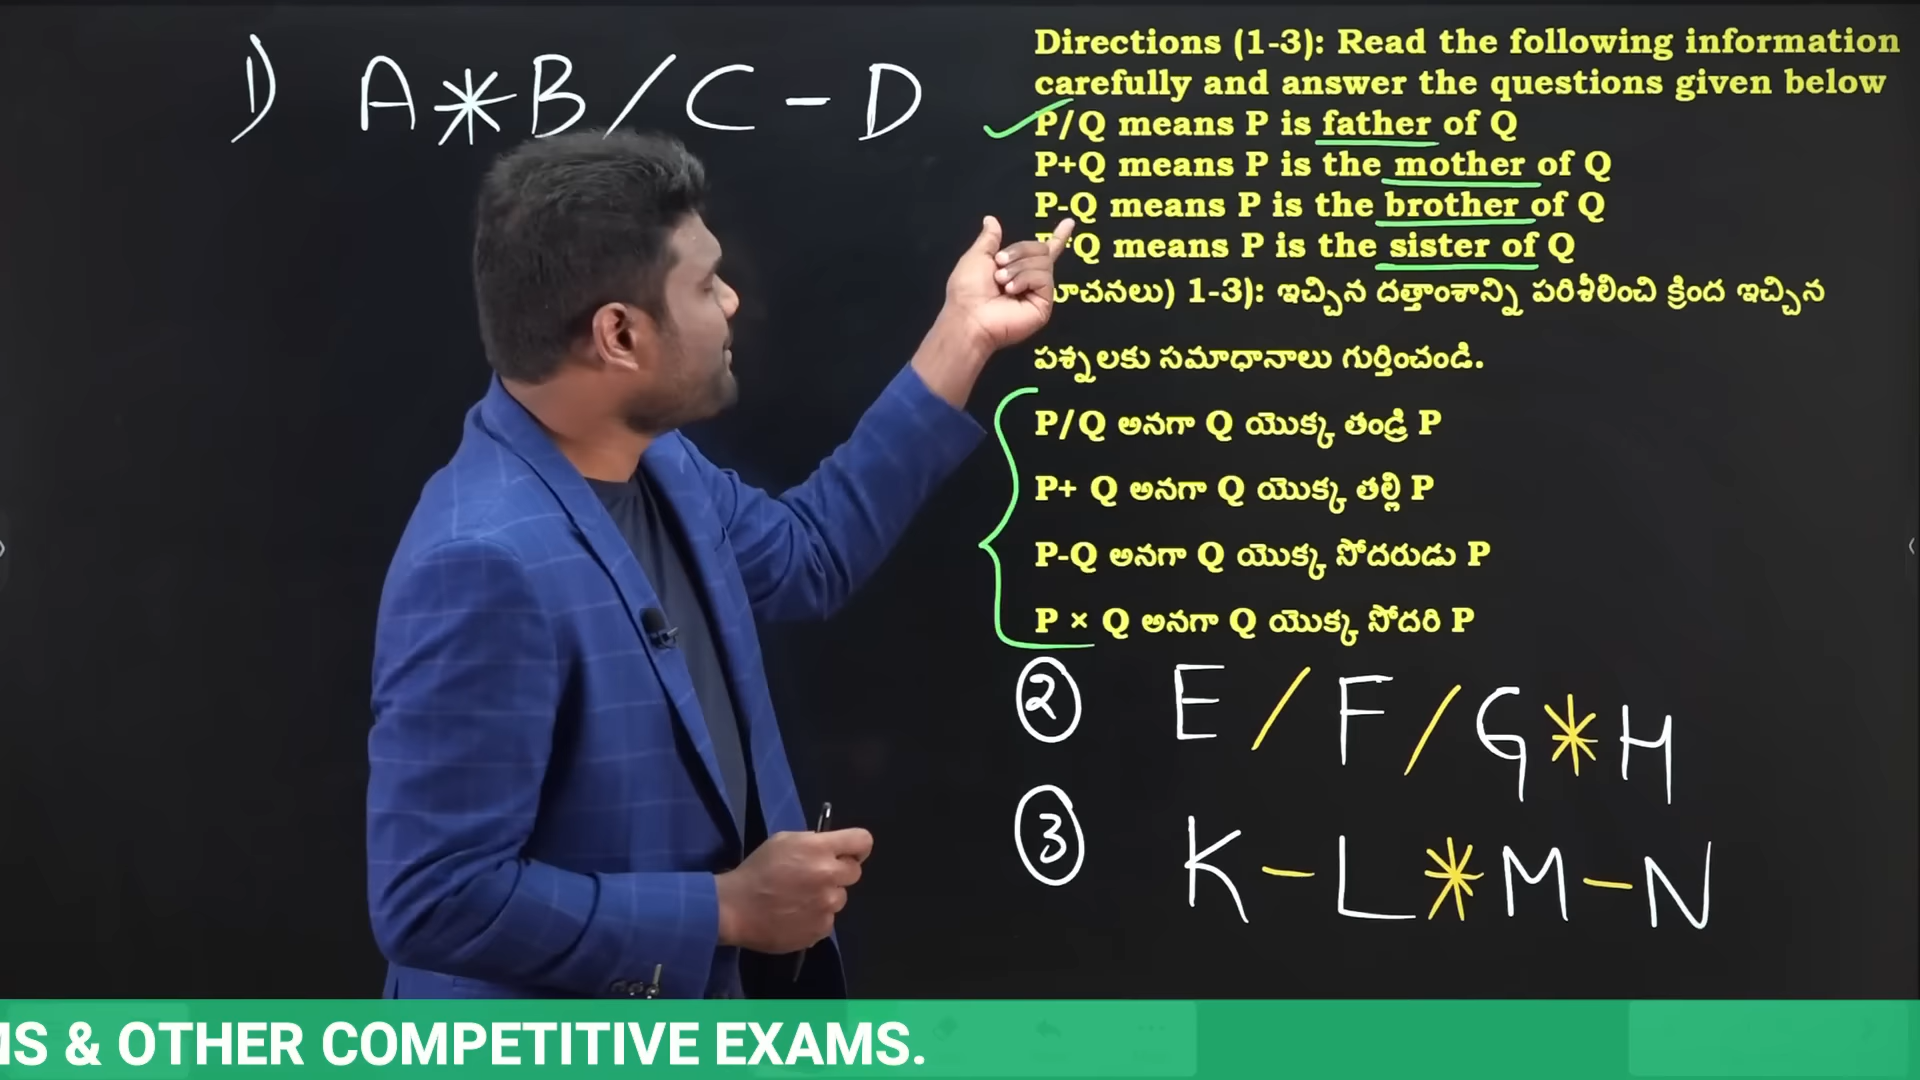 1) A * B / C - D
Directions (1-3): Read the following information
carefully and answer the questions given below
P/Q means P is father of Q
P+Q means P is the mother of Q
P-Q means P is the brother of Q
Q means P is the sister of Q
1-3): ఇచ్చిన దత్తాంశాన్ని పరిశీలించి క్రింద ఇచ్చిన
పశ్నలకు సమాధానాలు గుర్తించండి.
P/Q అనగా Q యొక్క తండ్రి P
P+ Q అనగా Q యొక్క తల్లి P
P-Q అనగా Q యొక్క సోదరుడు P
P × Q అనగా Q యొక్క సోదరి P
2 E / F / G * H
3 K - L * M - N
& OTHER COMPETITIVE EXAMS.